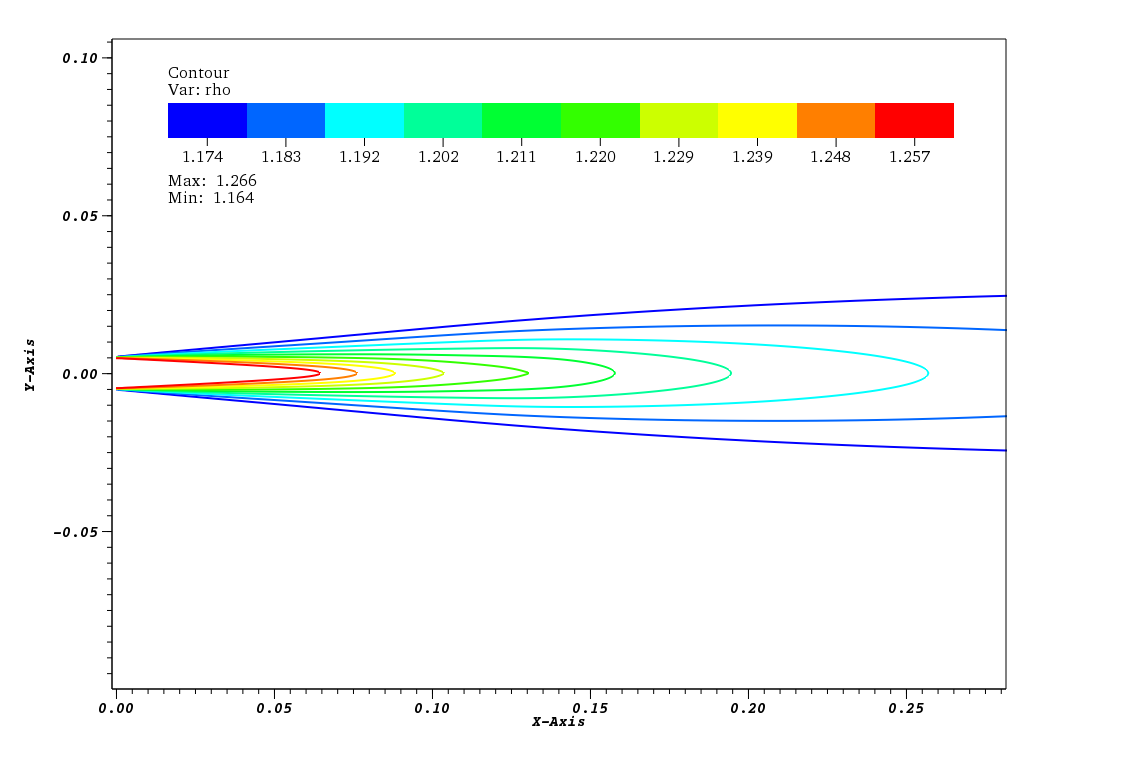 0.10
Contour
Var: rho
1.174 1.183 1.192 1.202 1.211 1.220 1.229 1.239 1.248 1.257
Max: 1.266
Min: 1.164
0.05
Y-Axis
0.00
-0.05
0.00 0.05 0.10 0.15 0.20 0.25
X-Axis